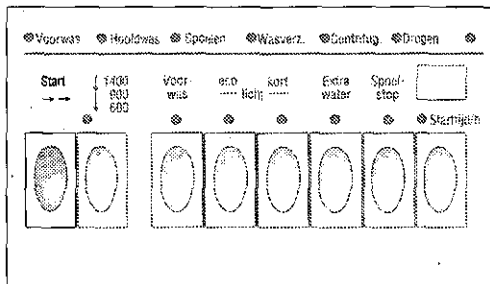 Voorwas Hoofdwas Spoelen Wasverz. Centrifug. Drogen
Start 1400 Voor- eco kort Extra Spoel-
900 was licht water stop
600
Starttijd/h